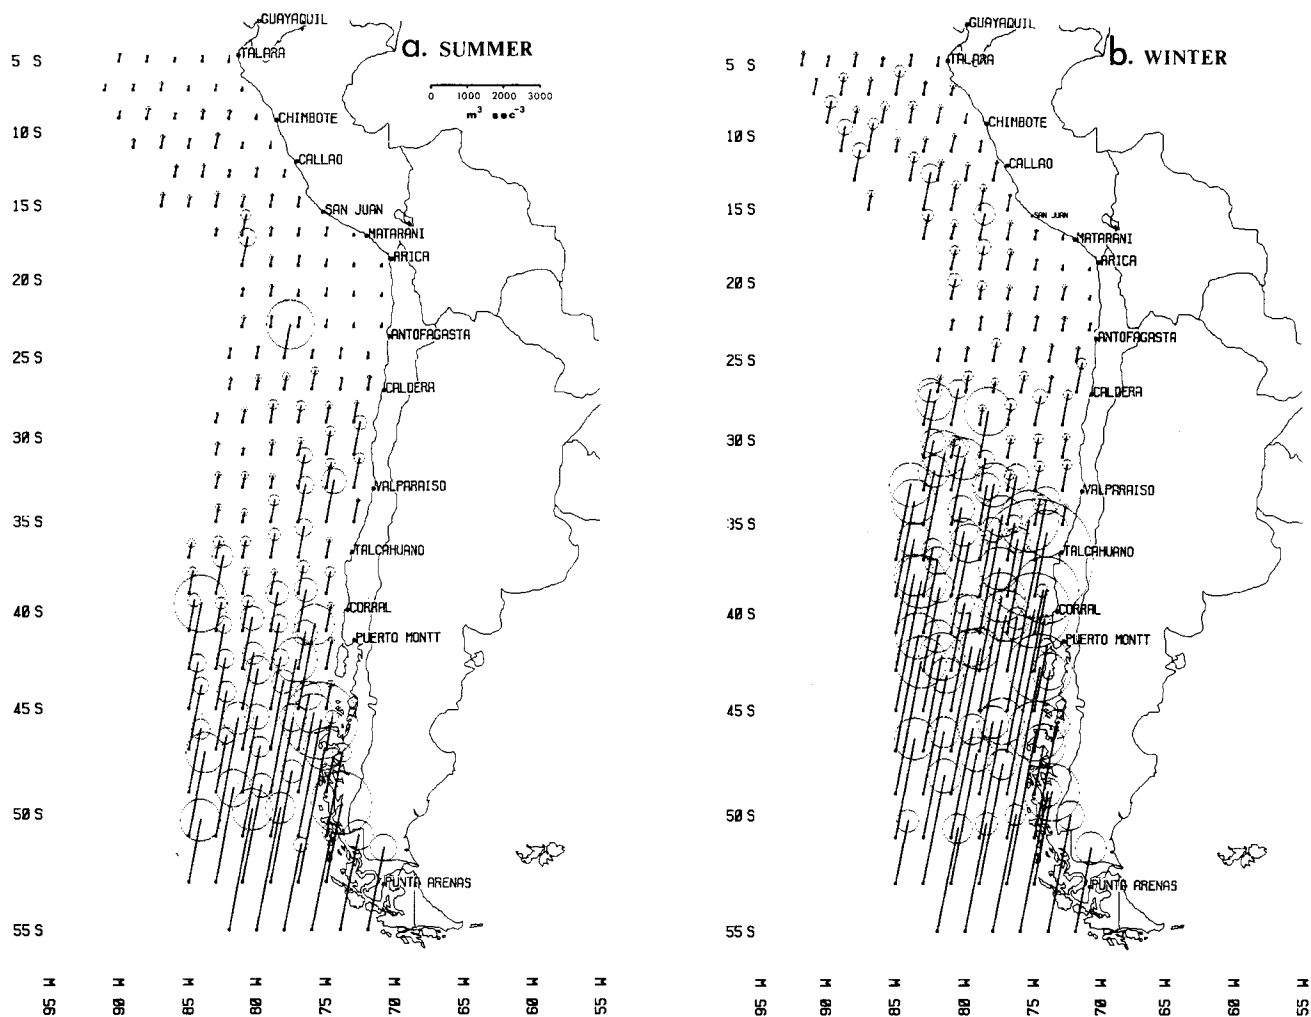 GUAYAQUIL
a. SUMMER
5 S
TALARA
0 1000 2000 3000
m³ sec⁻³
10 S
CHIMBOTE
CALLAO
15 S
SAN JUAN
MATARANI
ARICA
20 S
ANTOFAGASTA
25 S
CALDERA
30 S
VALPARAISO
35 S
TALCAHUANO
40 S
CORRAL
PUERTO MONTT
45 S
50 S
PUNTA ARENAS
55 S
95 W
90 W
85 W
80 W
75 W
70 W
65 W
60 W
55 W
GUAYAQUIL
b. WINTER
5 S
TALARA
10 S
CHIMBOTE
CALLAO
15 S
SAN JUAN
MATARANI
ARICA
20 S
ANTOFAGASTA
25 S
CALDERA
30 S
VALPARAISO
35 S
TALCAHUANO
40 S
CORRAL
PUERTO MONTT
45 S
50 S
PUNTA ARENAS
55 S
95 W
90 W
85 W
80 W
75 W
70 W
65 W
60 W
55 W